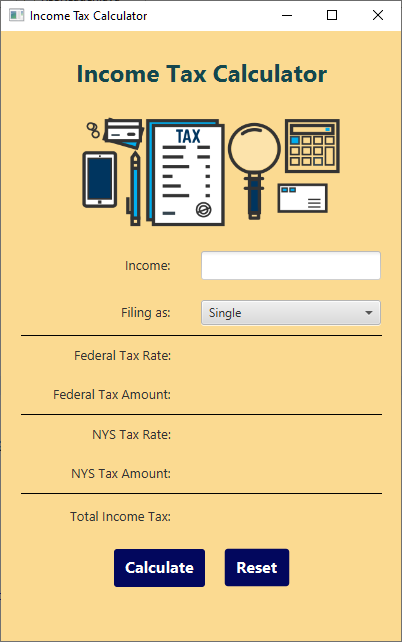 Income Tax Calculator
Income Tax Calculator
TAX
Income:
Filing as: Single
Federal Tax Rate:
Federal Tax Amount:
NYS Tax Rate:
NYS Tax Amount:
Total Income Tax:
Calculate Reset